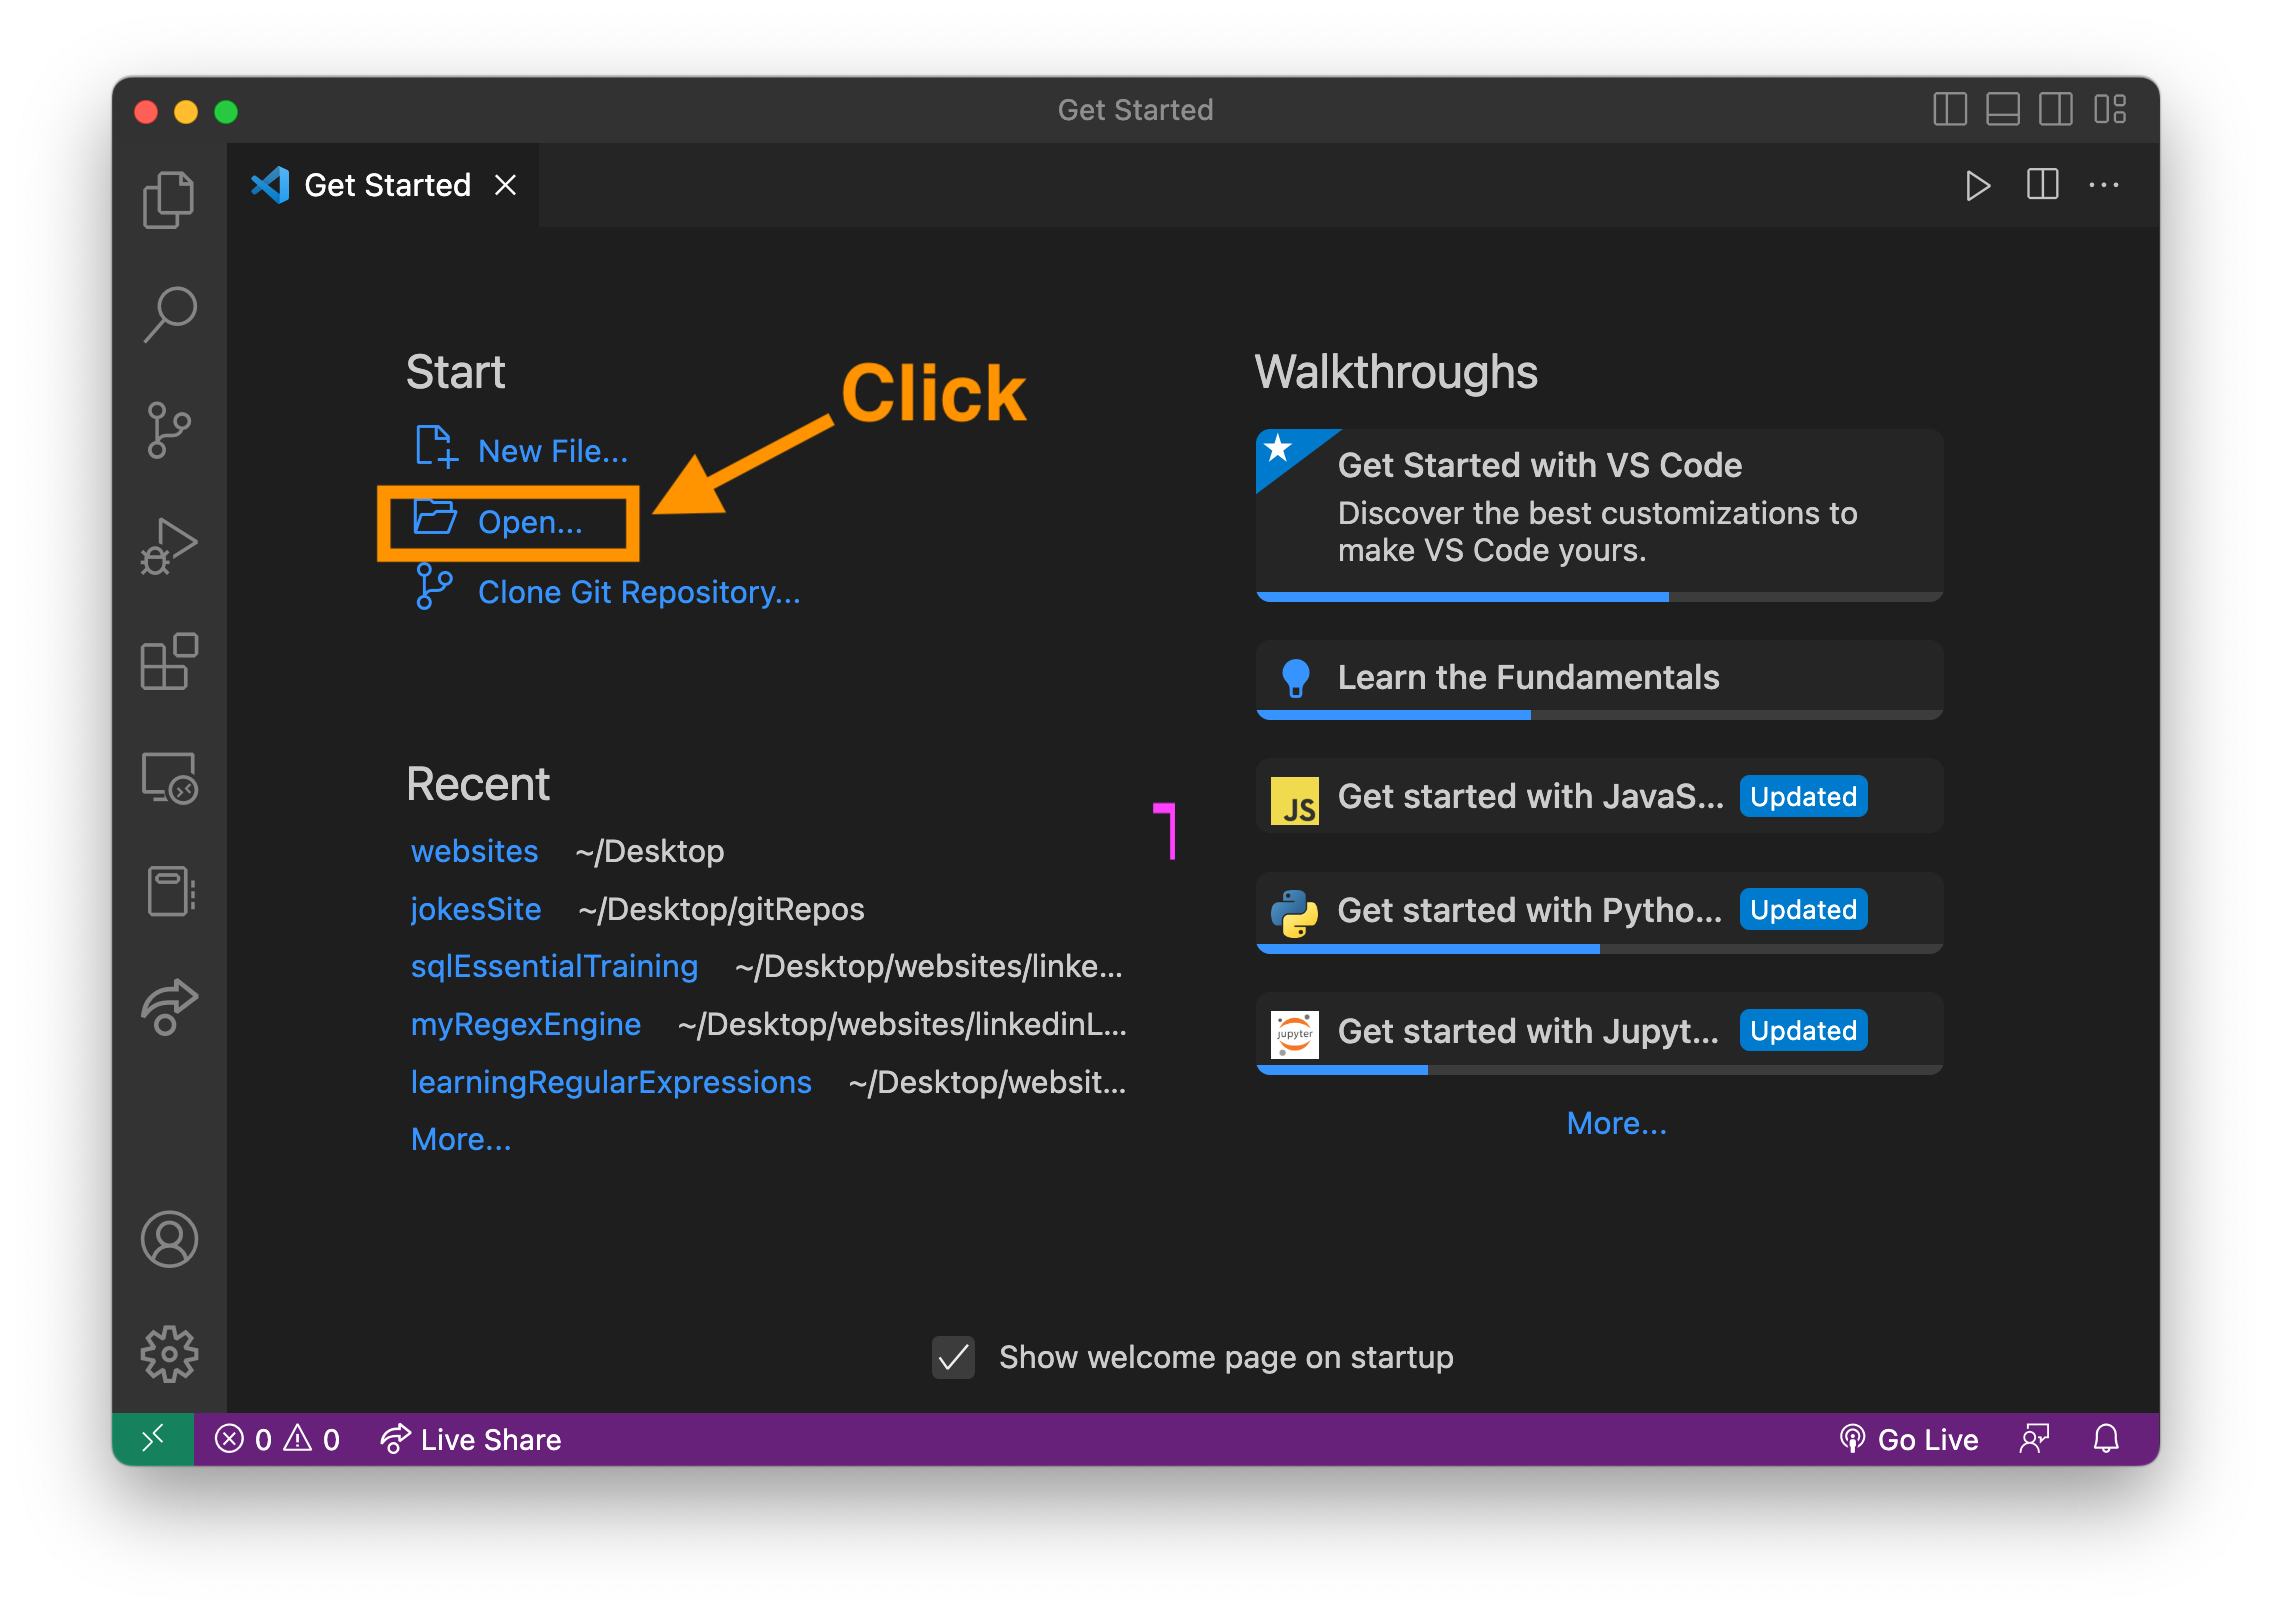 Get Started
Get Started
Start
Click
New File...
Open...
Clone Git Repository...
Recent
websites ~/Desktop
jokesSite ~/Desktop/gitRepos
sqlEssentialTraining ~/Desktop/websites/linke...
myRegexEngine ~/Desktop/websites/linkedinL...
learningRegularExpressions ~/Desktop/websit...
More...
Walkthroughs
Get Started with VS Code
Discover the best customizations to
make VS Code yours.
Learn the Fundamentals
JS Get started with JavaS... Updated
Get started with Pytho... Updated
jupyter Get started with Jupyt... Updated
More...
Show welcome page on startup
0 0 Live Share Go Live